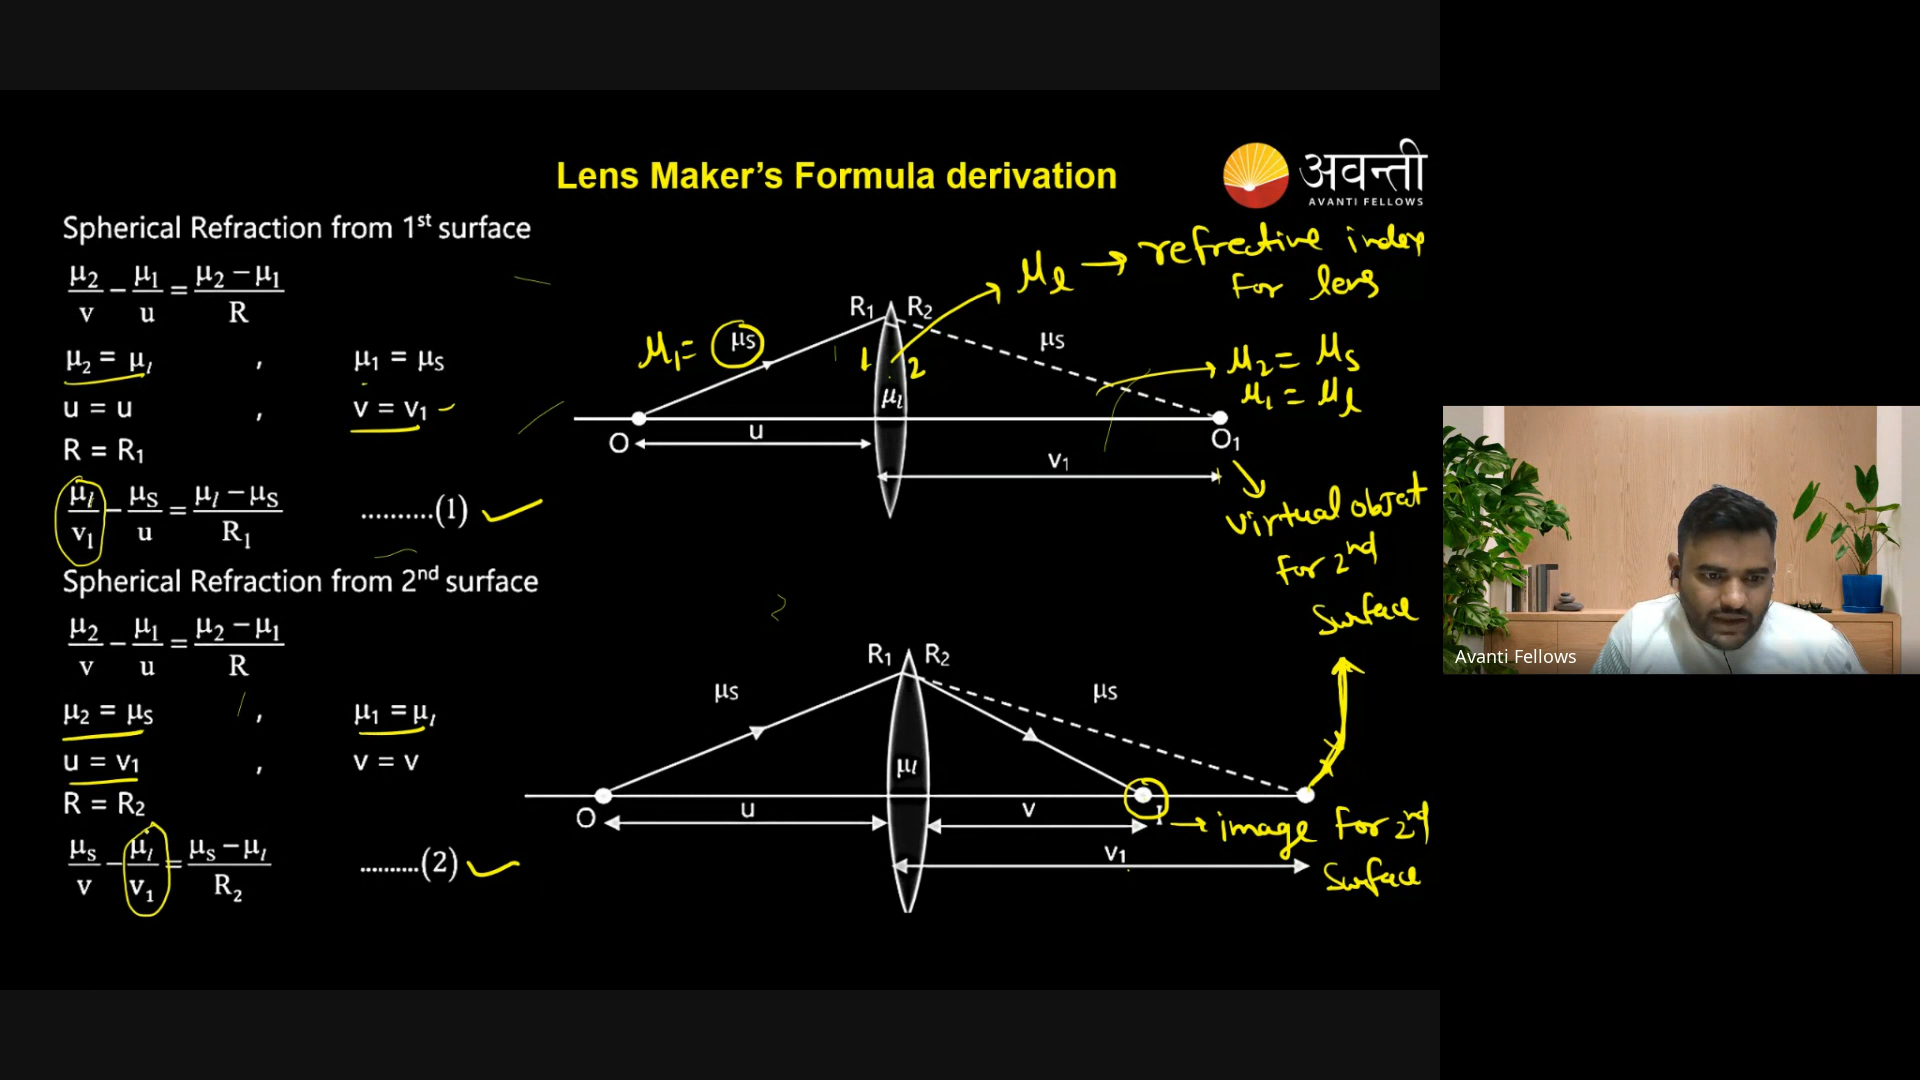 Lens Maker's Formula derivation
अवन्ती
AVANTI FELLOWS
Spherical Refraction from 1st surface
μ2/v − μ1/u = (μ2 − μ1)/R
μ2 = μl , μ1 = μS
u = u , v = v1
R = R1
μl/v1 − μS/u = (μl − μS)/R1 ..........(1)
Spherical Refraction from 2nd surface
μ2/v − μ1/u = (μ2 − μ1)/R
μ2 = μS , μ1 = μl
u = v1 , v = v
R = R2
μS/v − μl/v1 = (μS − μl)/R2 ..........(2)
μl → refrective index
for lens
R1 R2
μ1 = μS
μS
1 2
μ2 = μs
μ1 = μl
μl
O u O1
v1
virtual object
for 2nd
surface
R1 R2
μS μS
μl
O u v I
→ image for 2nd
surface
v1
Avanti Fellows